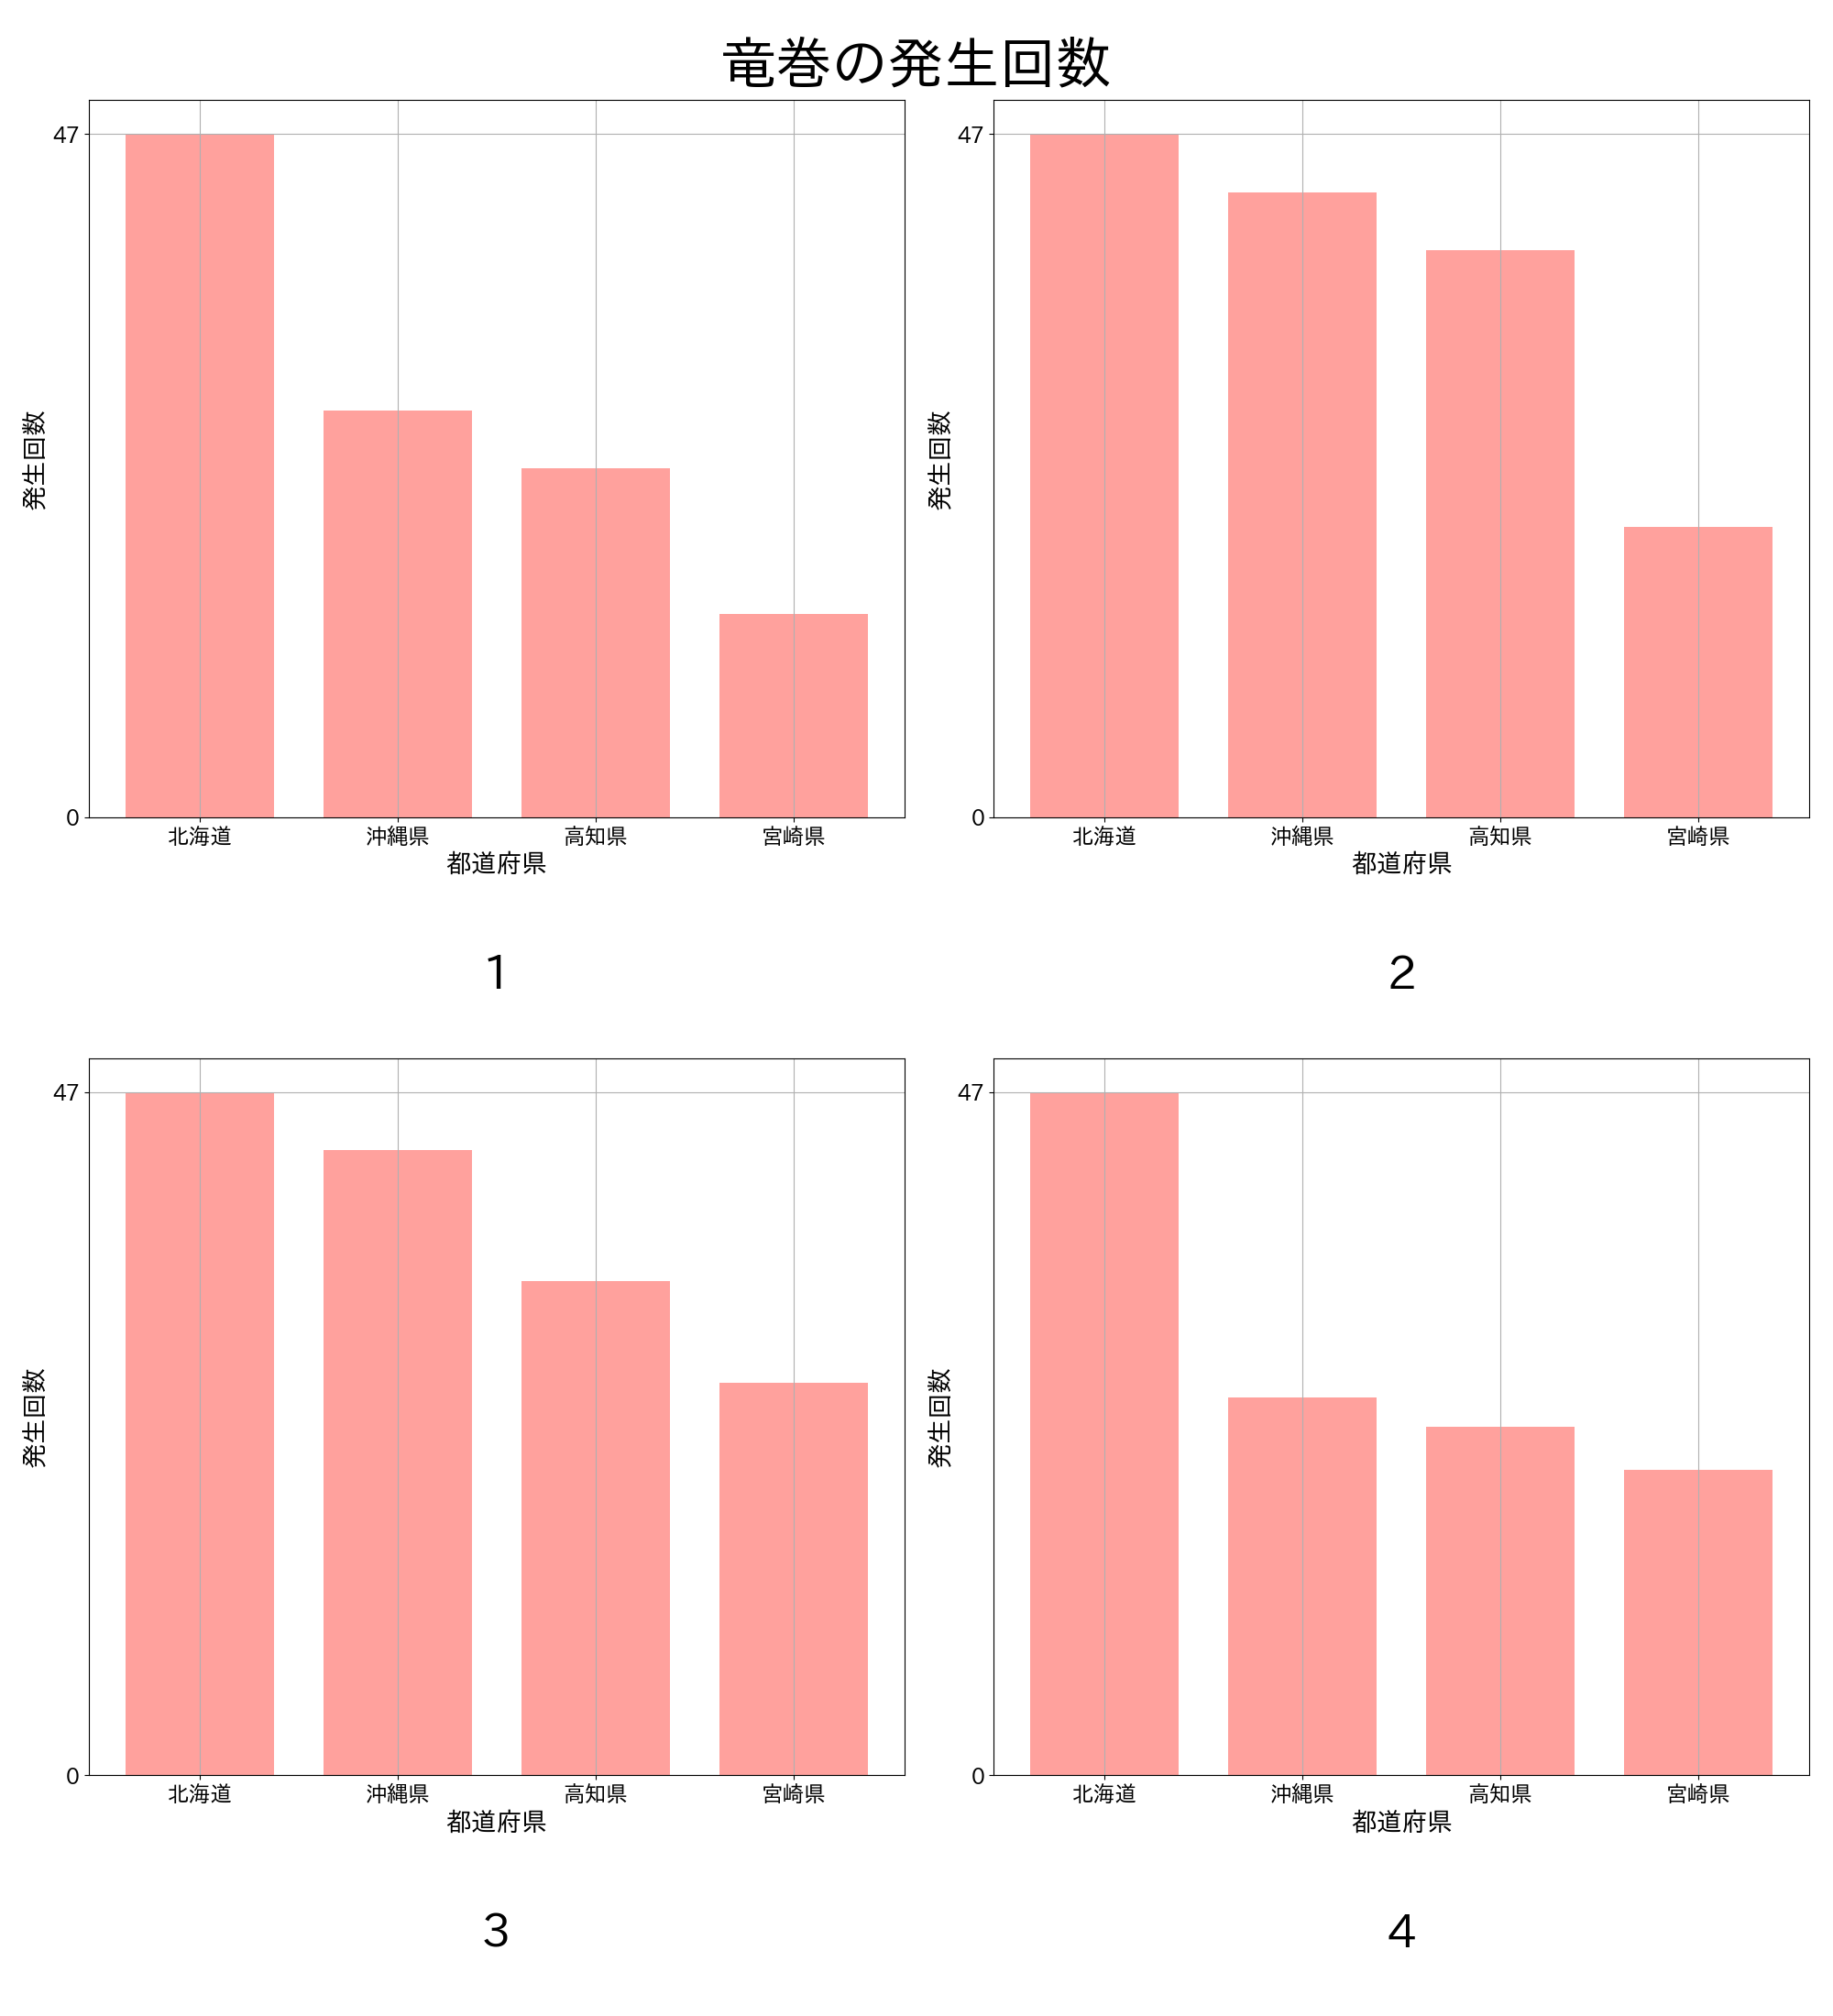 竜巻の発生回数
47
0
発生回数
北海道 沖縄県 高知県 宮崎県
都道府県
1
47
0
発生回数
北海道 沖縄県 高知県 宮崎県
都道府県
2
47
0
発生回数
北海道 沖縄県 高知県 宮崎県
都道府県
3
47
0
発生回数
北海道 沖縄県 高知県 宮崎県
都道府県
4